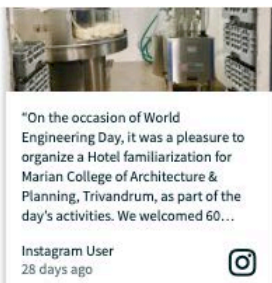 “On the occasion of World
Engineering Day, it was a pleasure to
organize a Hotel familiarization for
Marian College of Architecture &
Planning, Trivandrum, as part of the
day’s activities. We welcomed 60...
Instagram User
28 days ago